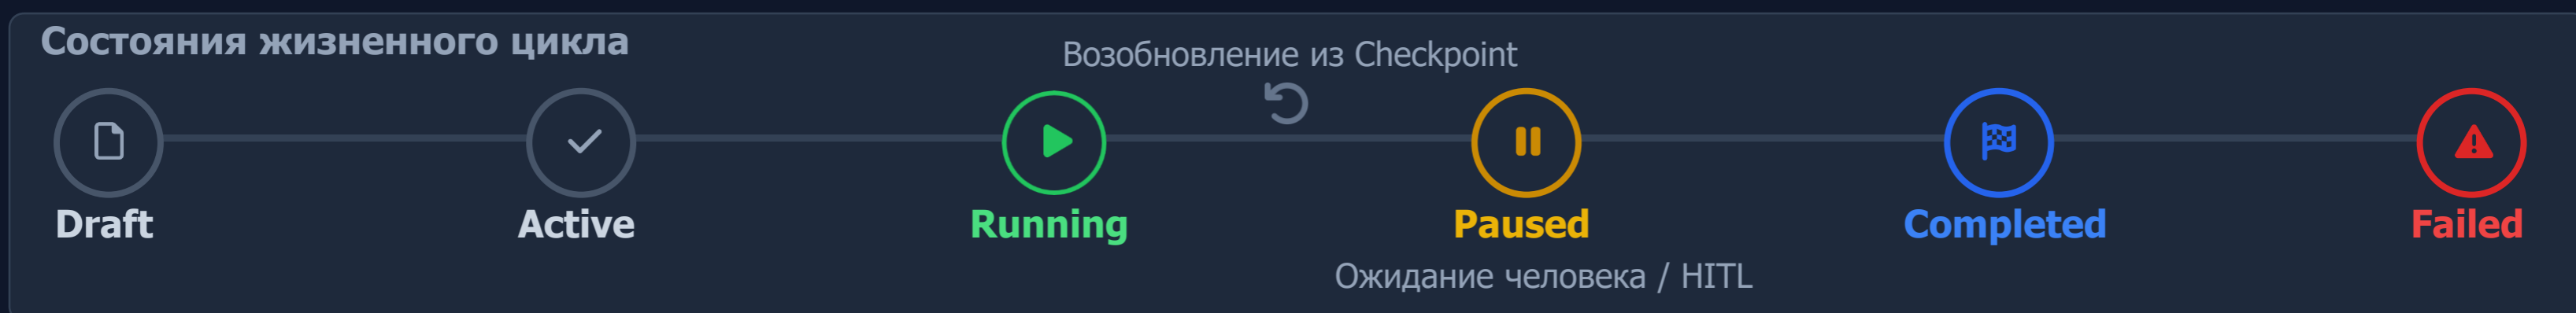 Состояния жизненного цикла
Возобновление из Checkpoint
Draft
Active
Running
Paused
Completed
Failed
Ожидание человека / HITL